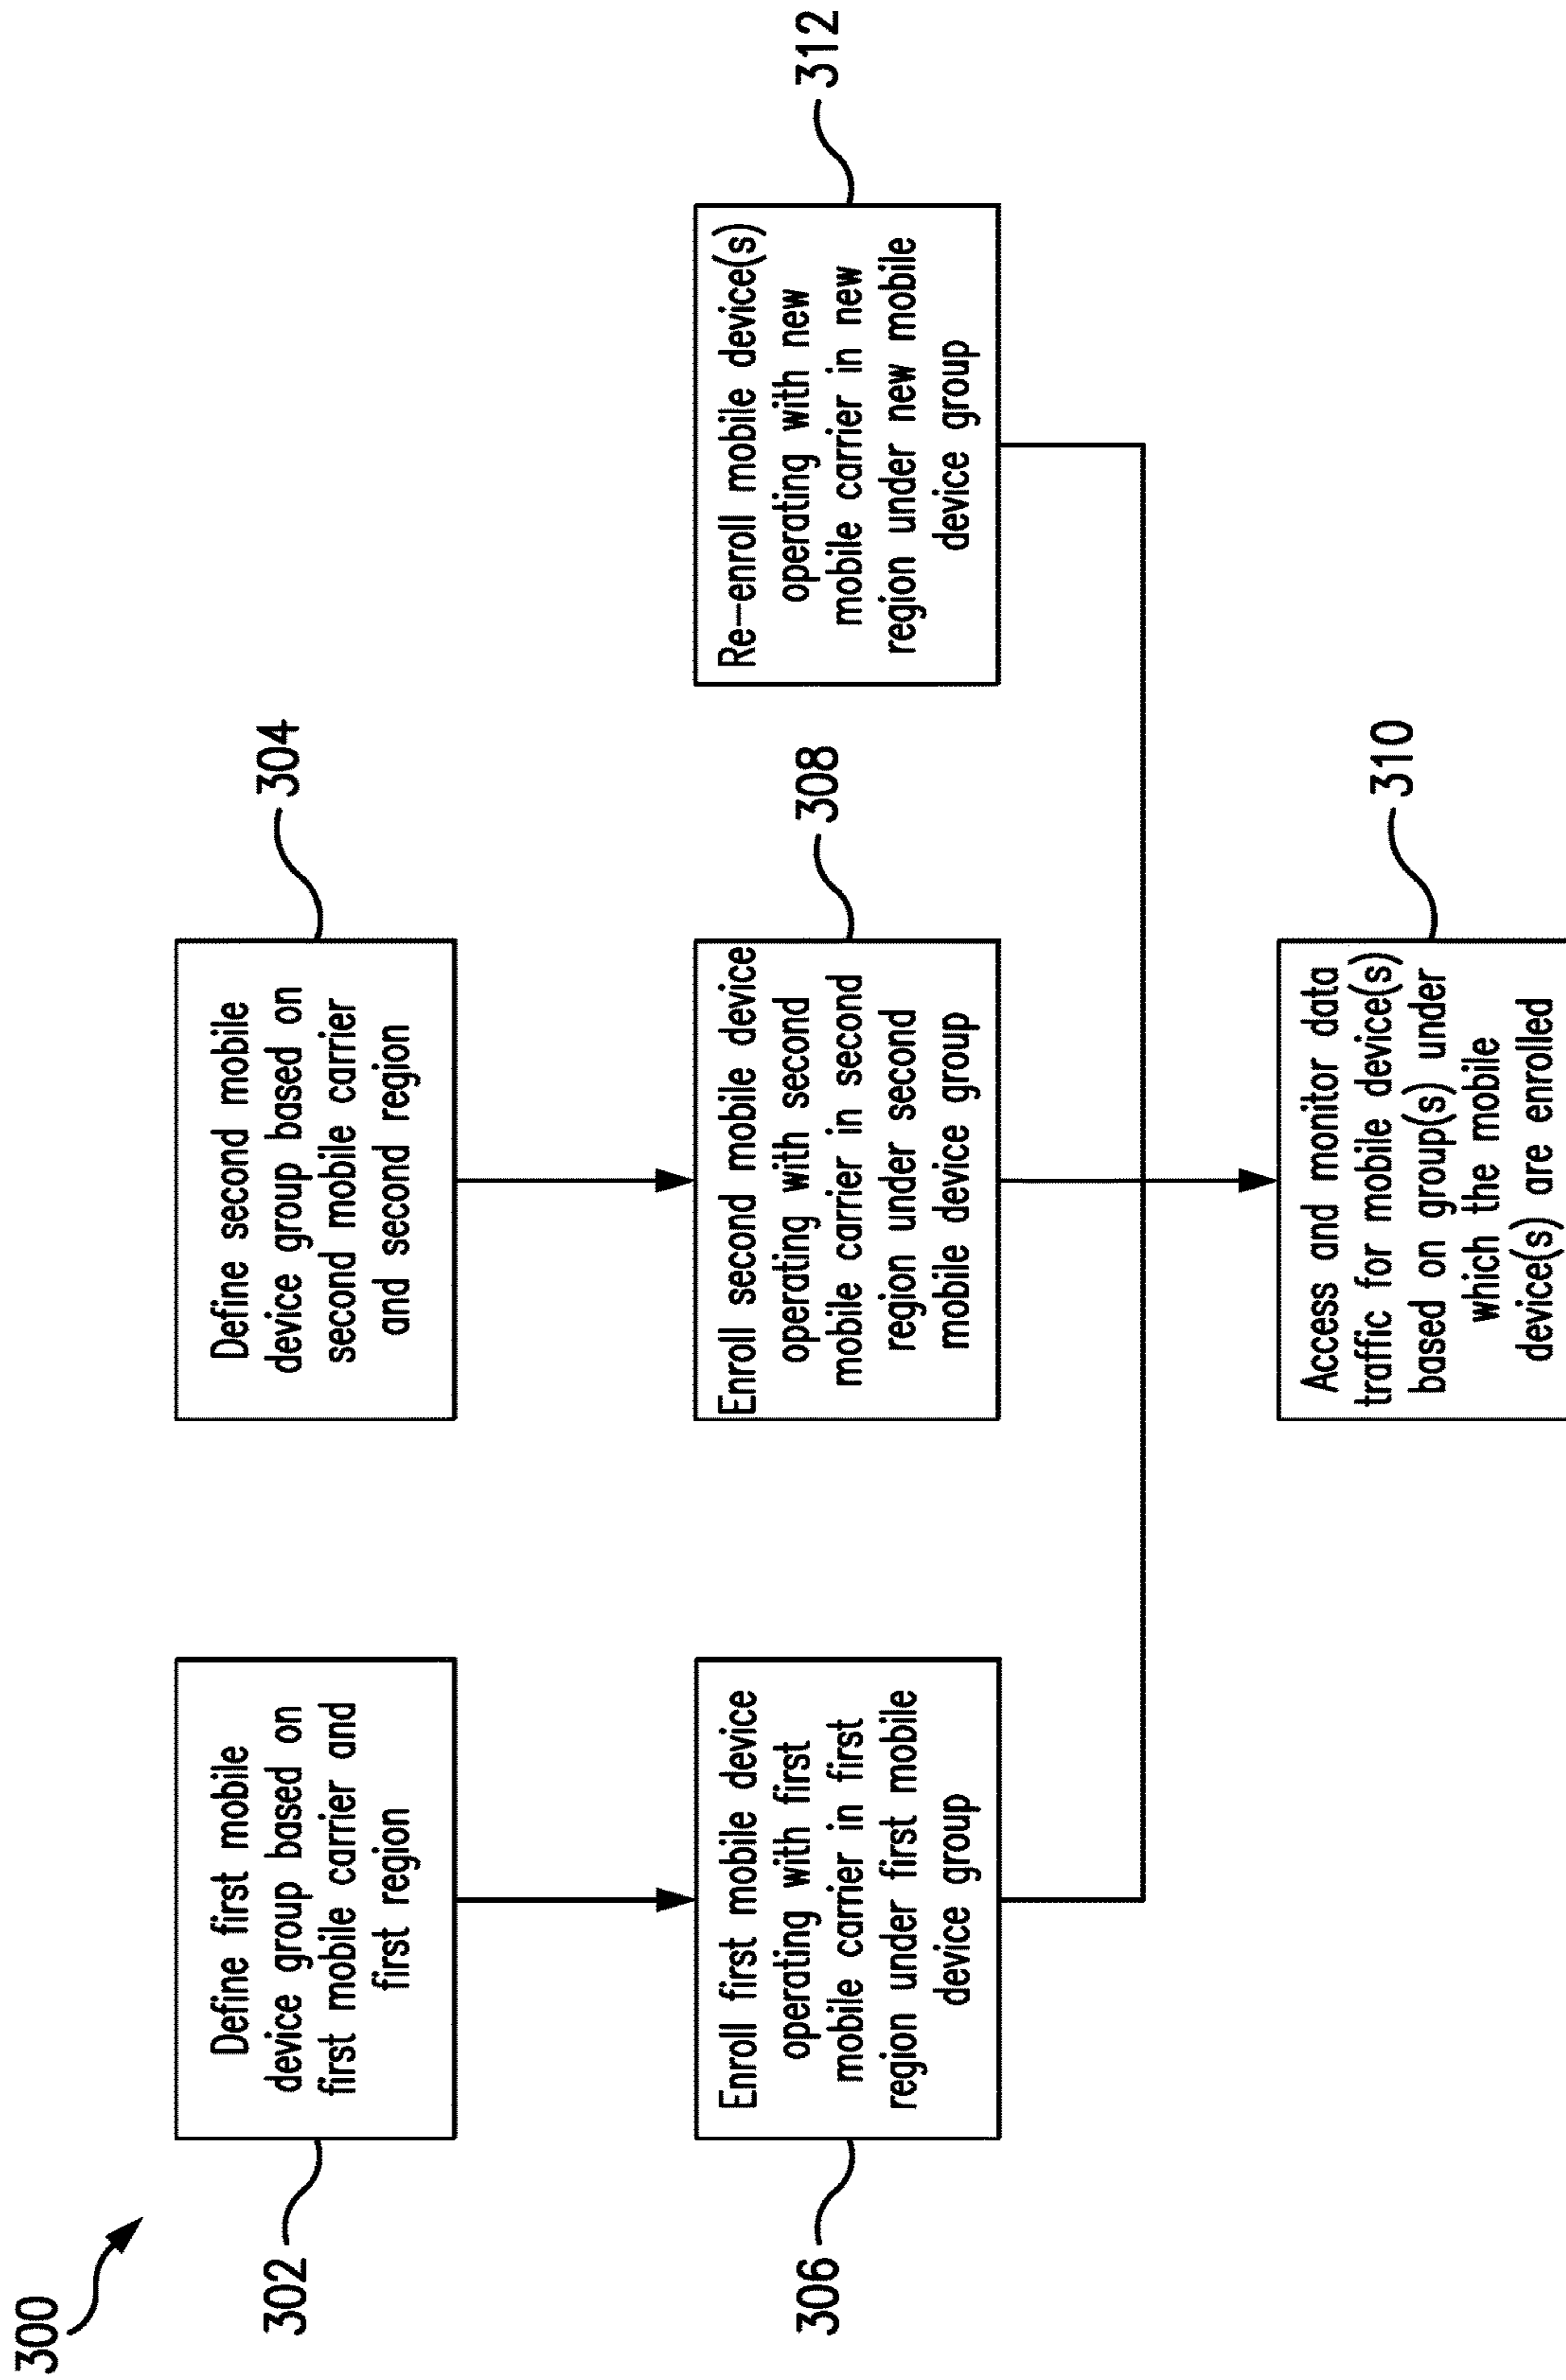 300
302
Define first mobile
device group based on
first mobile carrier and
first region
304
Define second mobile
device group based on
second mobile carrier
and second region
306
Enroll first mobile device
operating with first
mobile carrier in first
region under first mobile
device group
308
Enroll second mobile device
operating with second
mobile carrier in second
region under second
mobile device group
312
Re-enroll mobile device(s)
operating with new
mobile carrier in new
region under new mobile
device group
310
Access and monitor data
traffic for mobile device(s)
based on group(s) under
which the mobile
device(s) are enrolled